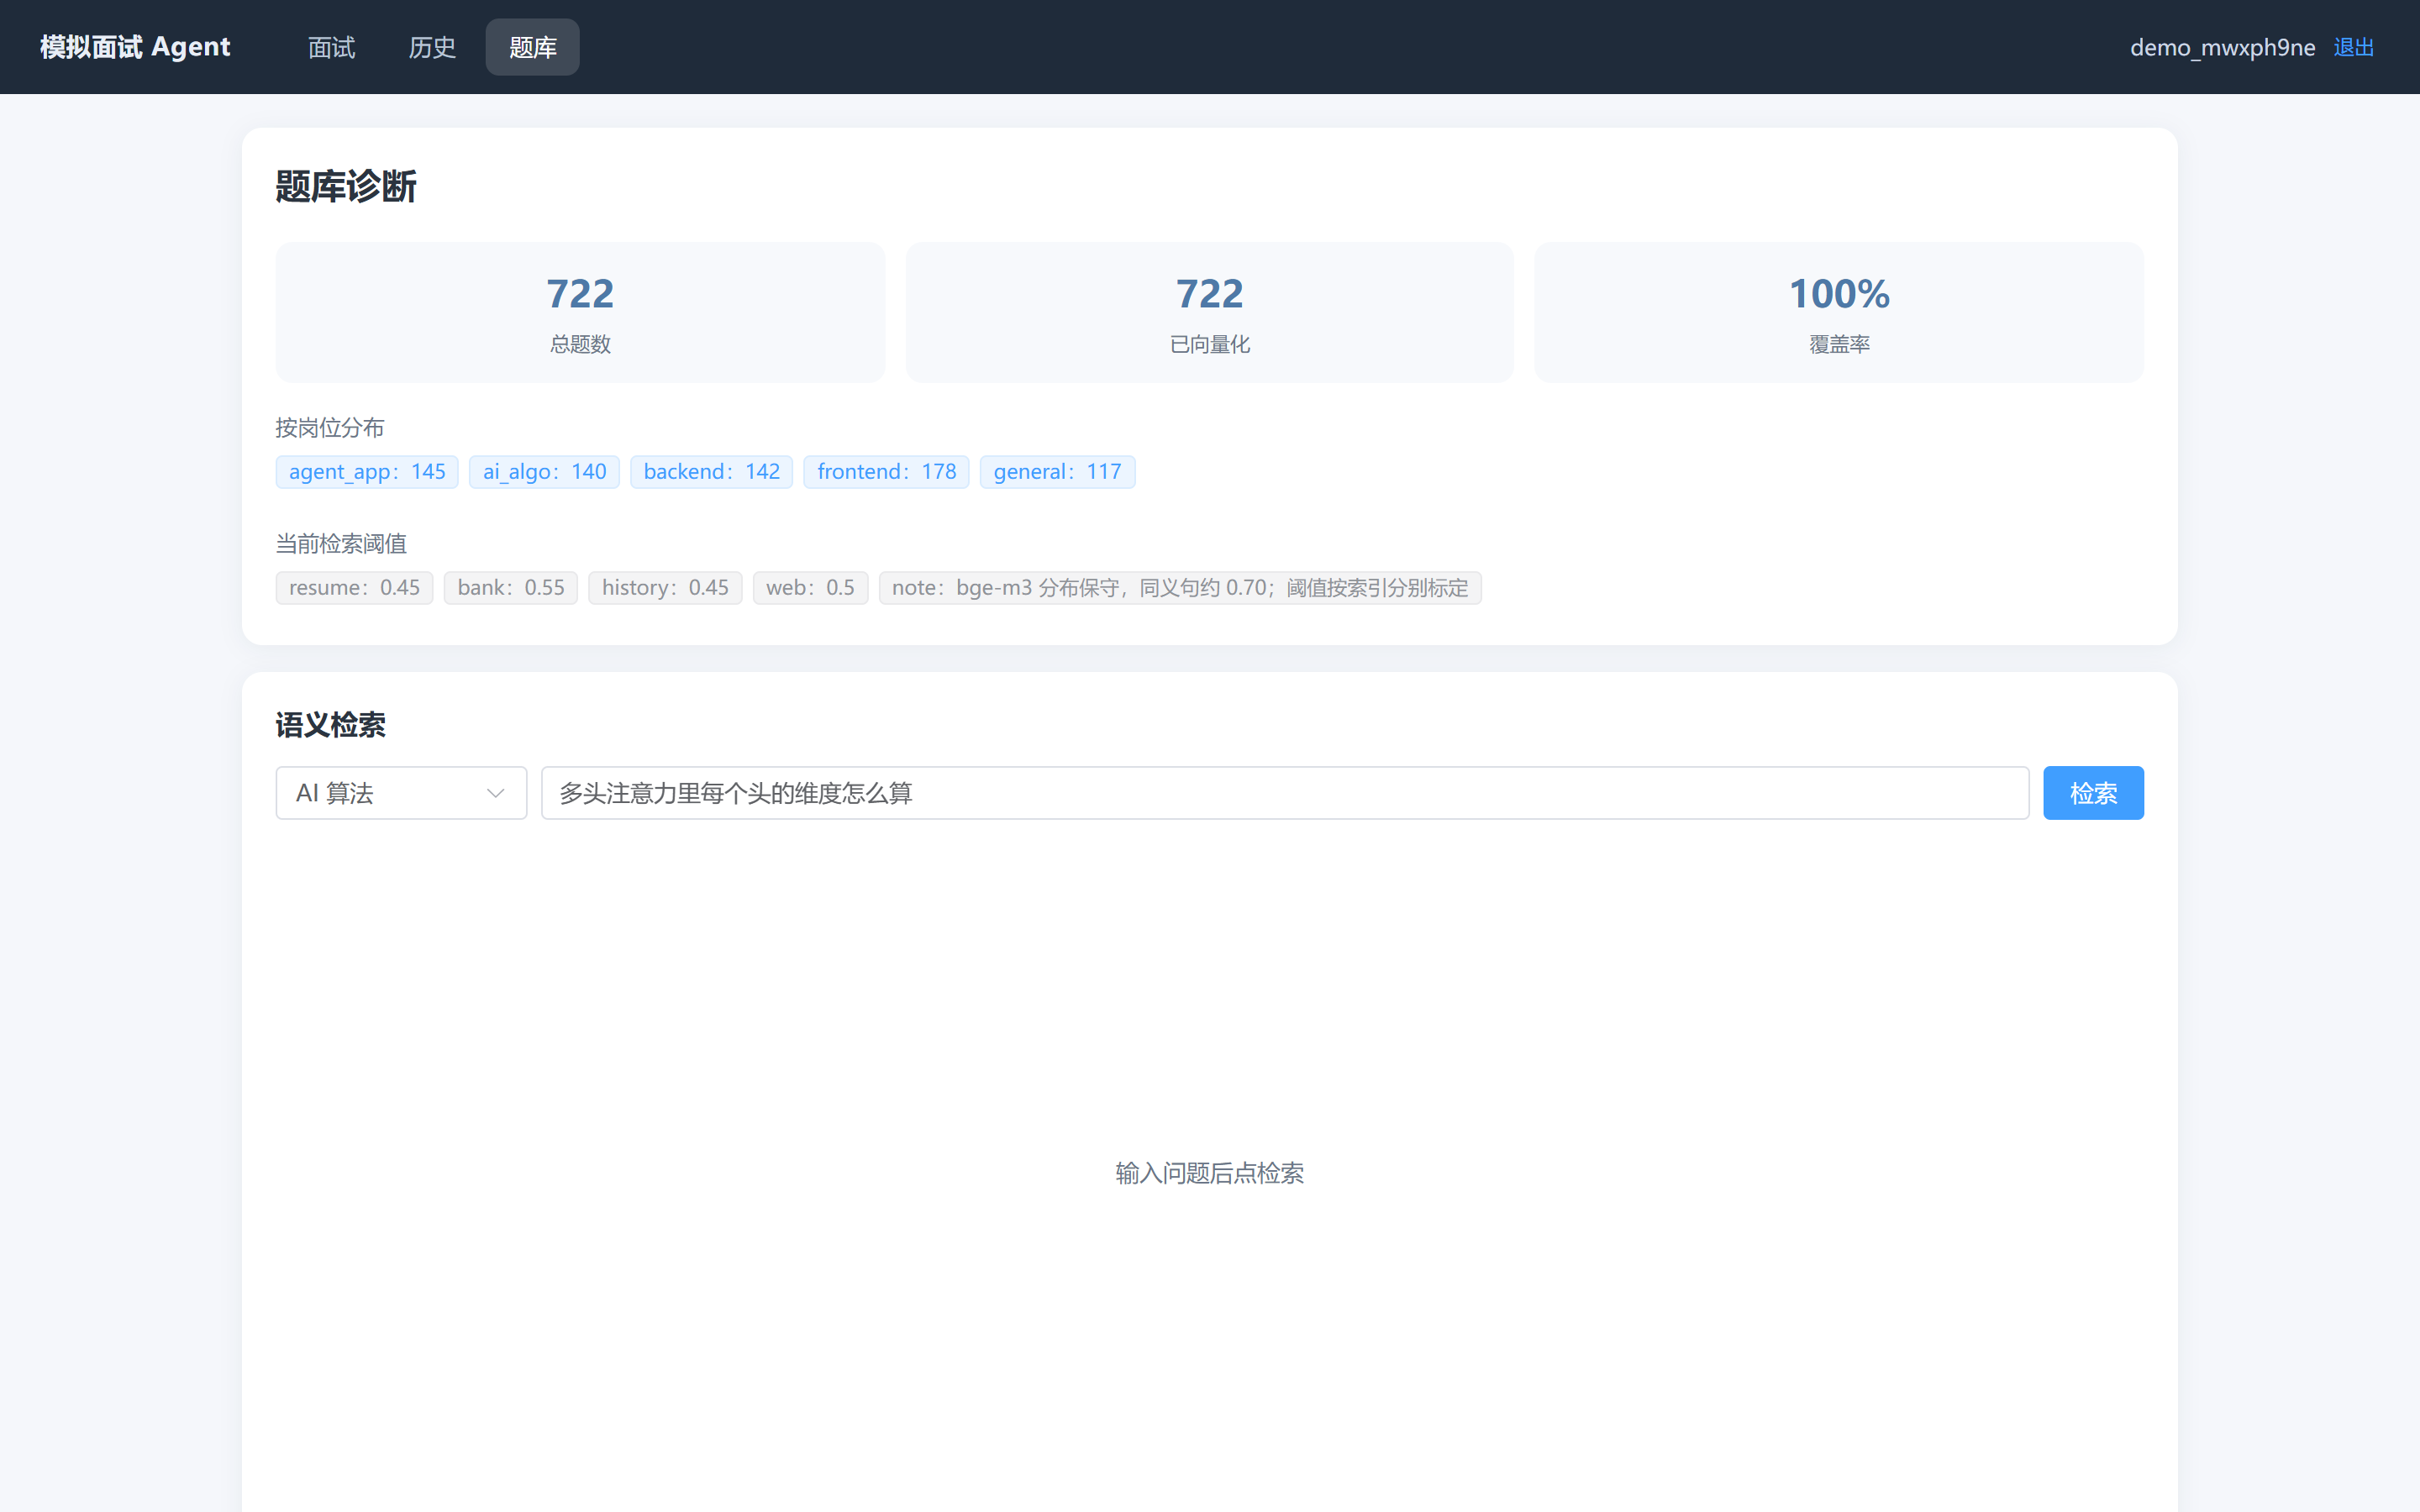 模拟面试 Agent 面试 历史 题库 demo_mwxph9ne 退出
题库诊断
722 722 100%
总题数 已向量化 覆盖率
按岗位分布
agent_app：145 ai_algo：140 backend：142 frontend：178 general：117
当前检索阈值
resume：0.45 bank：0.55 history：0.45 web：0.5 note：bge-m3 分布保守，同义句约 0.70；阈值按索引分别标定
语义检索
AI 算法 多头注意力里每个头的维度怎么算 检索
输入问题后点检索